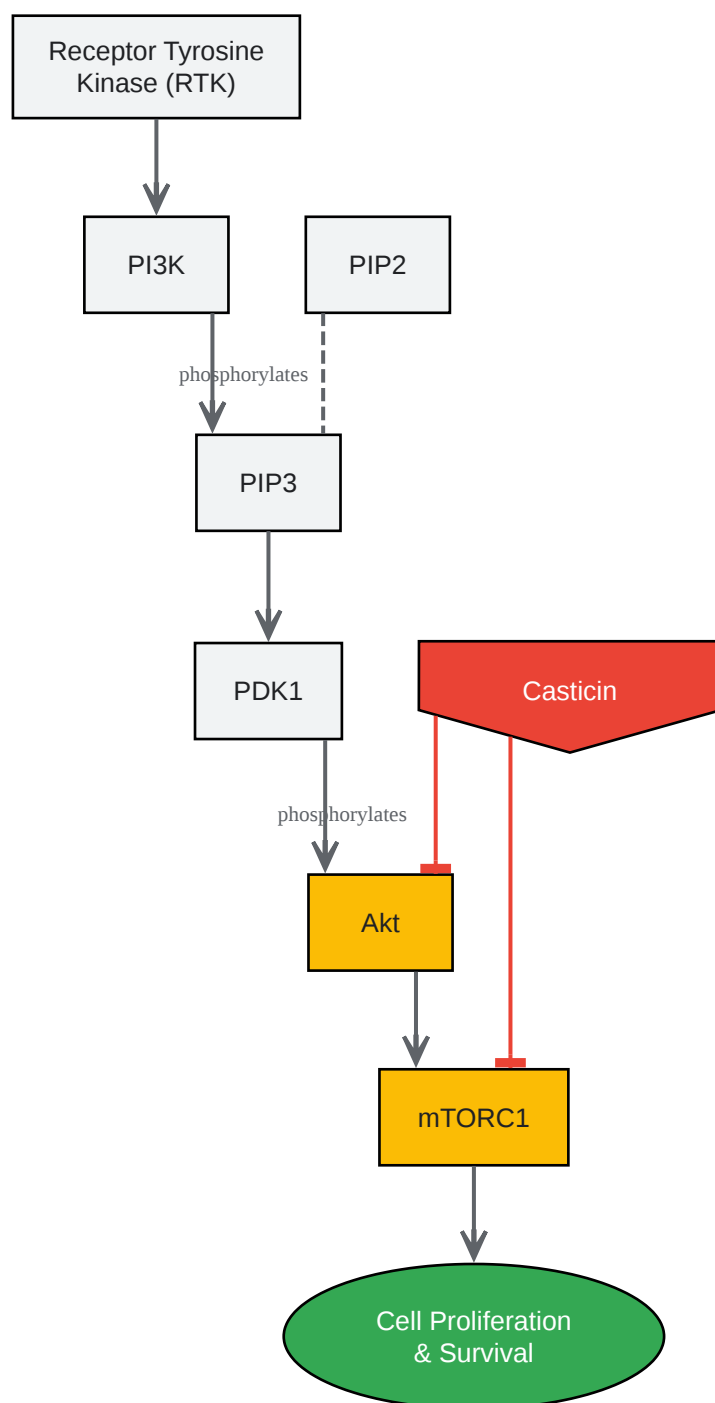 Receptor Tyrosine
Kinase (RTK)
PI3K
PIP2
phosphorylates
PIP3
PDK1
Casticin
phosphorylates
Akt
mTORC1
Cell Proliferation
& Survival